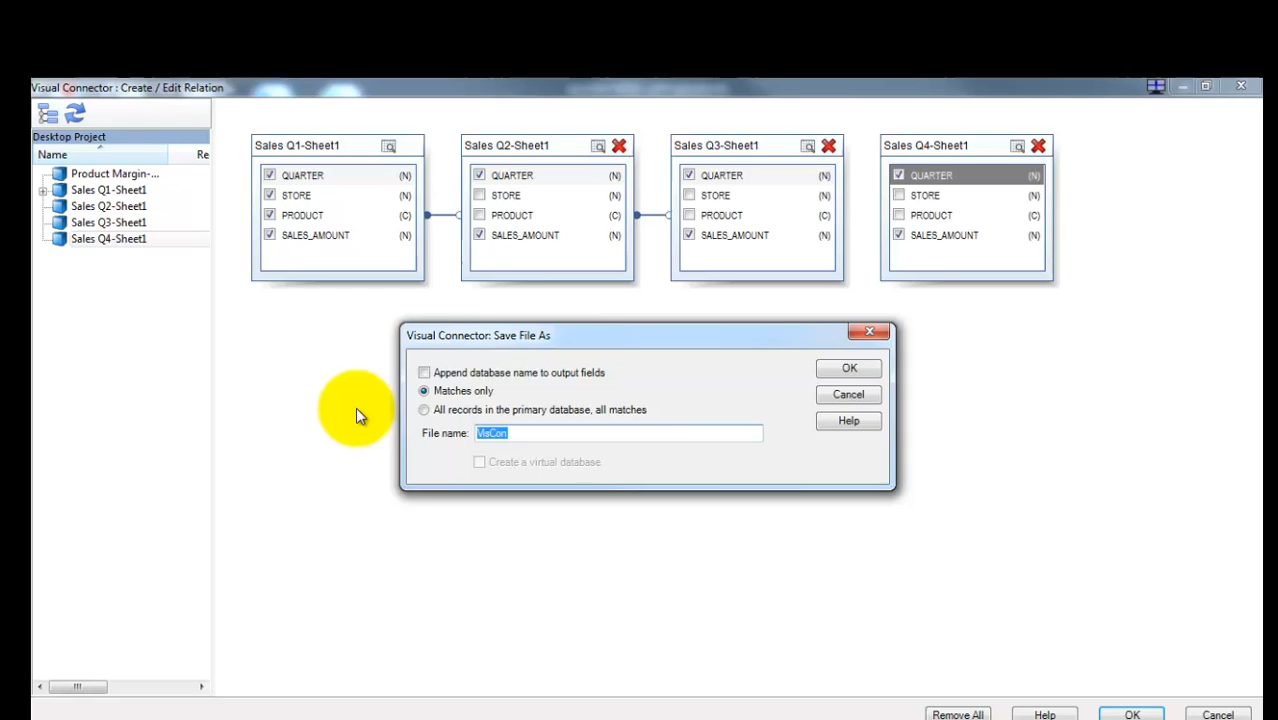 Visual Connector : Create / Edit Relation
Desktop Project
Name Re
Product Margin-...
Sales Q1-Sheet1
Sales Q2-Sheet1
Sales Q3-Sheet1
Sales Q4-Sheet1
Sales Q1-Sheet1
QUARTER (N)
STORE (N)
PRODUCT (C)
SALES_AMOUNT (N)
Sales Q2-Sheet1
QUARTER (N)
STORE (N)
PRODUCT (C)
SALES_AMOUNT (N)
Sales Q3-Sheet1
QUARTER (N)
STORE (N)
PRODUCT (C)
SALES_AMOUNT (N)
Sales Q4-Sheet1
QUARTER (N)
STORE (N)
PRODUCT (C)
SALES_AMOUNT (N)
Visual Connector: Save File As
Append database name to output fields
Matches only
All records in the primary database, all matches
File name: VisCon
Create a virtual database
OK
Cancel
Help
Remove All Help OK Cancel